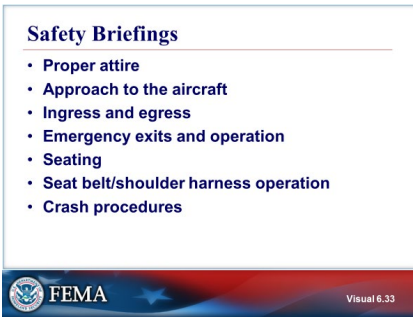 Safety Briefings
• Proper attire
• Approach to the aircraft
• Ingress and egress
• Emergency exits and operation
• Seating
• Seat belt/shoulder harness operation
• Crash procedures
FEMA
Visual 6.33